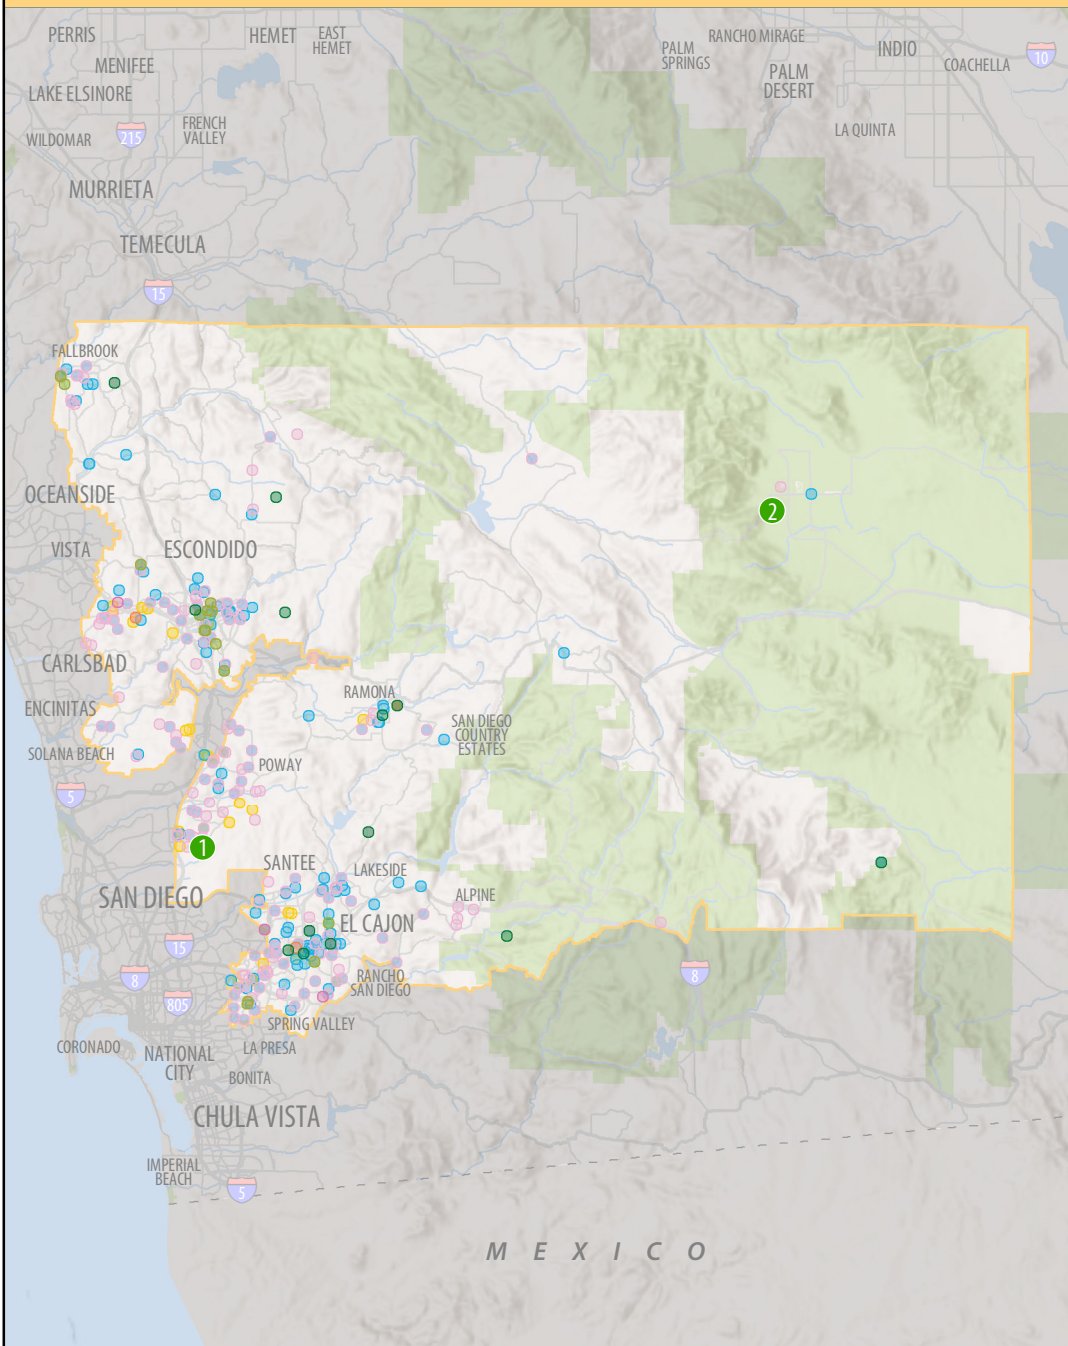 PERRIS
HEMET
EAST
HEMET
RANCHO MIRAGE
PALM
SPRINGS
INDIO
10
MENIFEE
COACHELLA
PALM
DESERT
LAKE ELSINORE
FRENCH
VALLEY
WILDOMAR
215
LA QUINTA
MURRIETA
TEMECULA
15
FALLBROOK
OCEANSIDE
2
VISTA
ESCONDIDO
CARLSBAD
RAMONA
ENCINITAS
SAN DIEGO
COUNTRY
ESTATES
SOLANA BEACH
POWAY
5
1
SANTEE
LAKESIDE
SAN DIEGO
ALPINE
EL CAJON
15
8
RANCHO
SAN DIEGO
8
805
SPRING VALLEY
CORONADO
NATIONAL
CITY
LA PRESA
BONITA
CHULA VISTA
IMPERIAL
BEACH
5
MEXICO